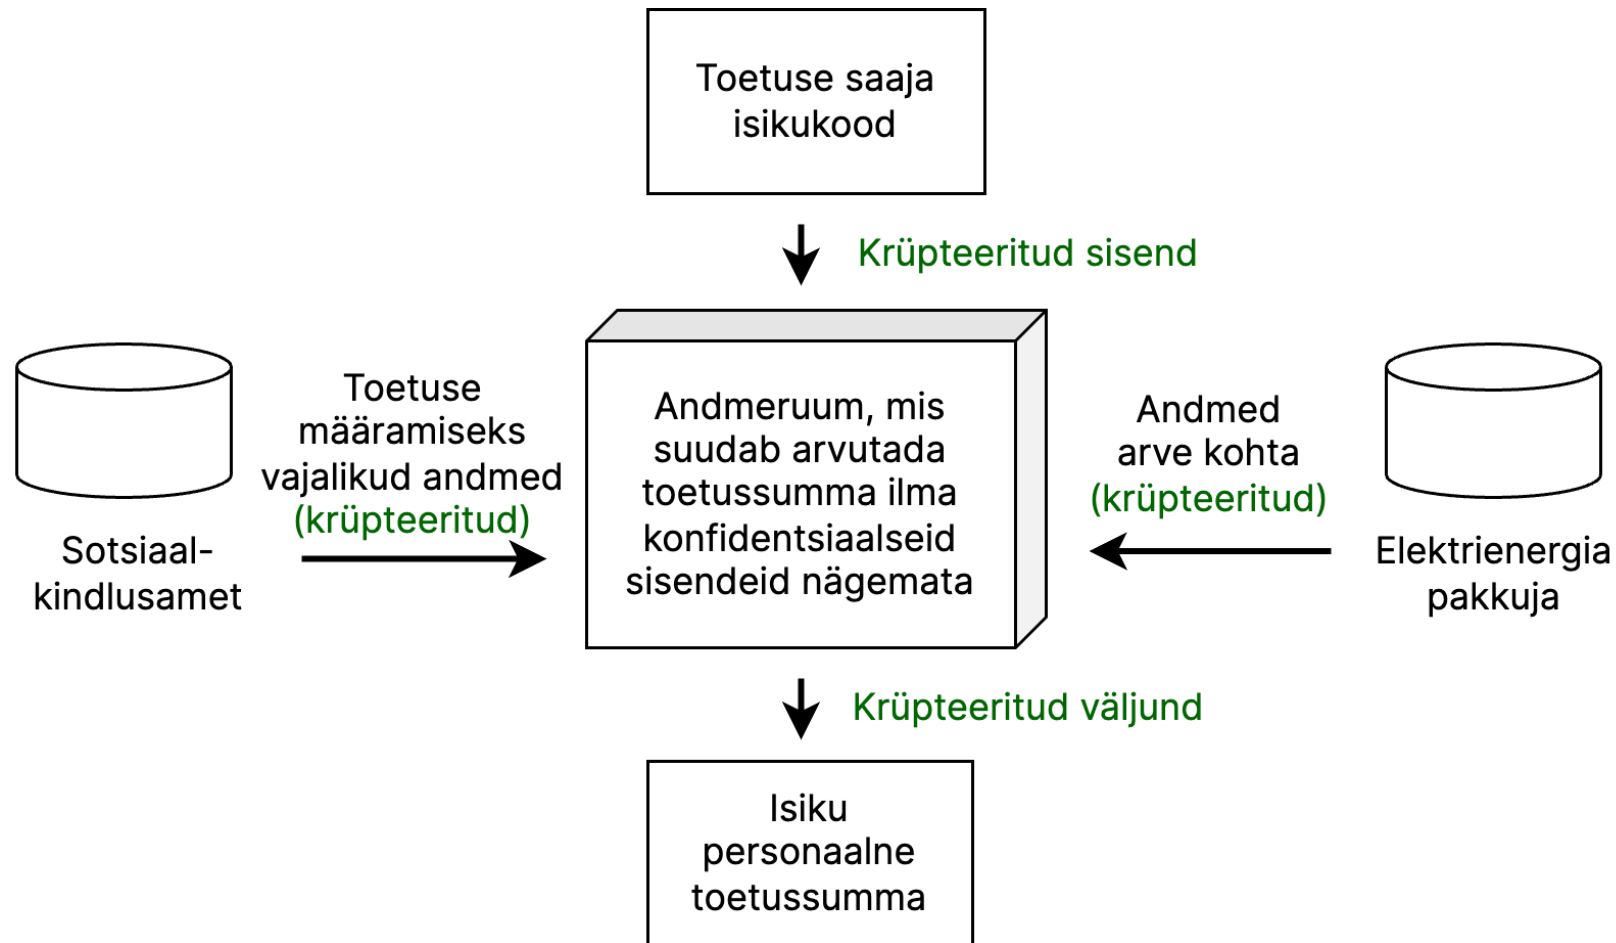 Toetuse saaja
isikukood
Krüpteeritud sisend
Toetuse
määramiseks
vajalikud andmed
(krüpteeritud)
Sotsiaal-
kindlusamet
Andmeruum, mis
suudab arvutada
toetussumma ilma
konfidentsiaalseid
sisendeid nägemata
Andmed
arve kohta
(krüpteeritud)
Elektrienergia
pakkuja
Krüpteeritud väljund
Isiku
personaalne
toetussumma